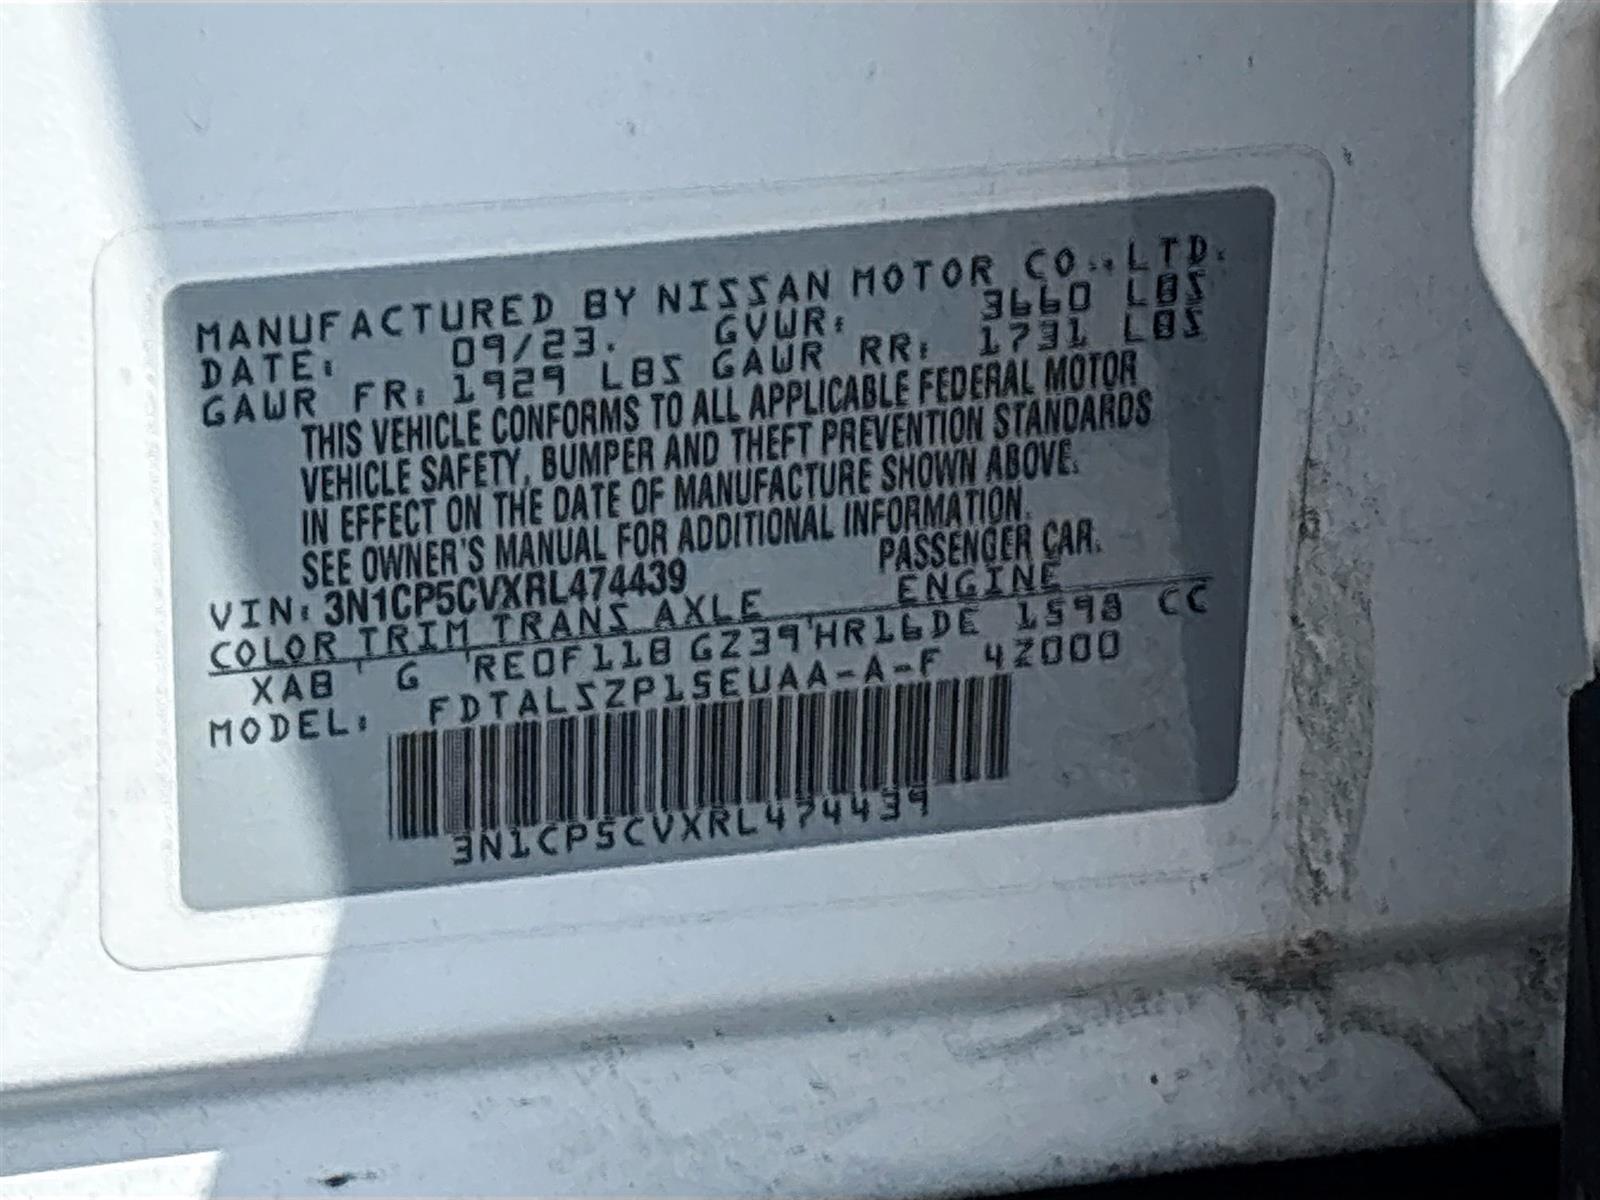 MANUFACTURED BY NISSAN MOTOR CO.,LTD.
DATE: 09/23. GVWR: 3660 LBS
GAWR FR: 1929 LBS GAWR RR: 1731 LBS
THIS VEHICLE CONFORMS TO ALL APPLICABLE FEDERAL MOTOR
VEHICLE SAFETY, BUMPER AND THEFT PREVENTION STANDARDS
IN EFFECT ON THE DATE OF MANUFACTURE SHOWN ABOVE.
SEE OWNER'S MANUAL FOR ADDITIONAL INFORMATION.
VIN: 3N1CP5CVXRL474439 PASSENGER CAR.
COLOR TRIM TRANS AXLE ENGINE
XAB ' G 'RE0F11B GZ39'HR16DE 1598 CC
MODEL: FDTALSZP15EUAA-A-F 4Z000
3N1CP5CVXRL474439